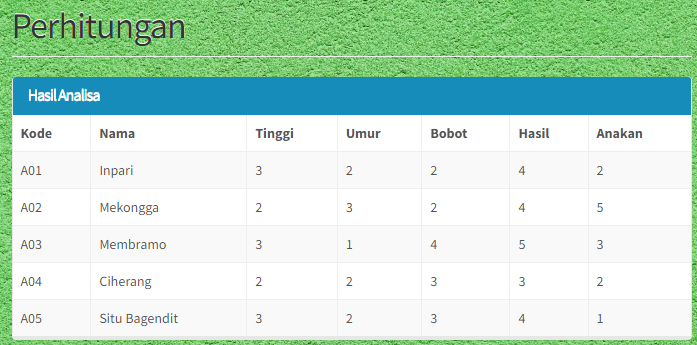 Perhitungan
Hasil Analisa
Kode Nama Tinggi Umur Bobot Hasil Anakan
A01 Inpari 3 2 2 4 2
A02 Mekongga 2 3 2 4 5
A03 Membramo 3 1 4 5 3
A04 Ciherang 2 2 3 3 2
A05 Situ Bagendit 3 2 3 4 1